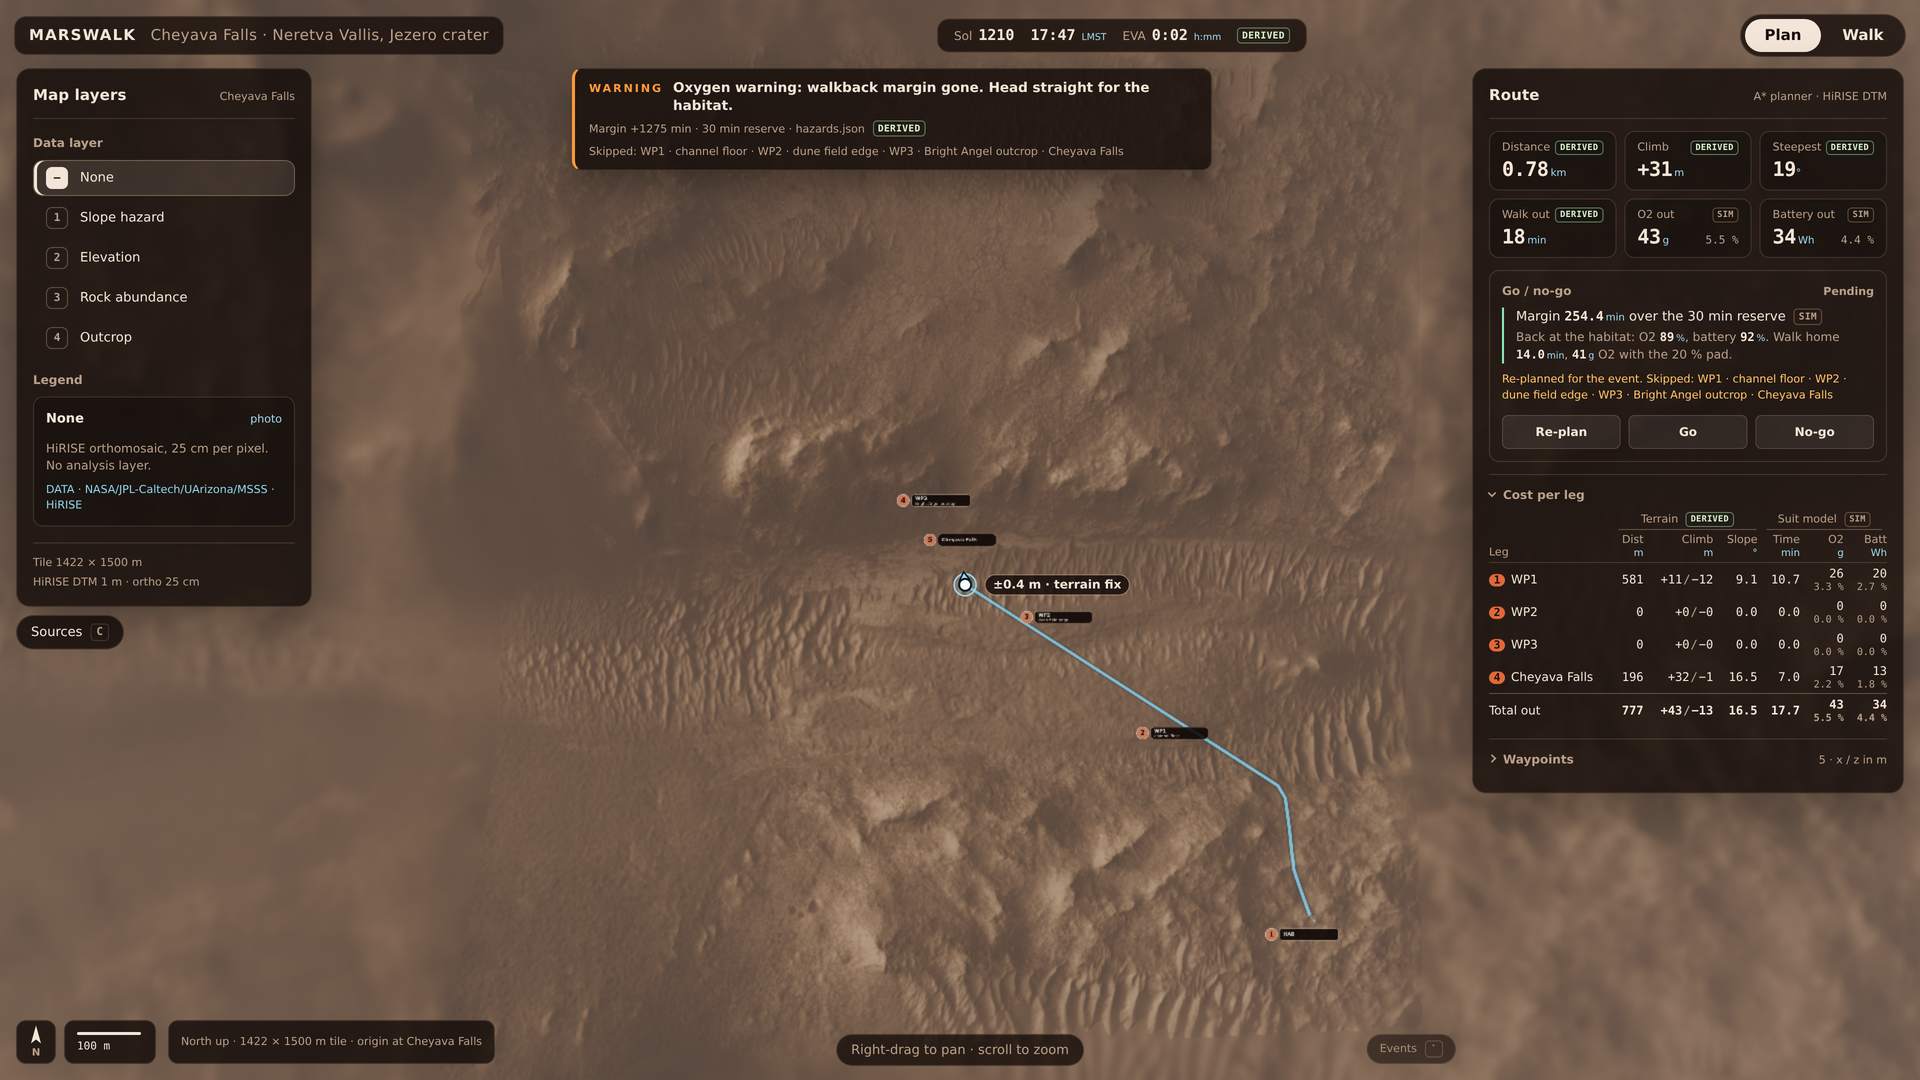 MARSWALK Cheyava Falls · Neretva Vallis, Jezero crater
Sol 1210 17:47 LMST EVA 0:02 h:mm DERIVED
Plan Walk
Map layers Cheyava Falls
Data layer
– None
1 Slope hazard
2 Elevation
3 Rock abundance
4 Outcrop
Legend
None photo
HiRISE orthomosaic, 25 cm per pixel.
No analysis layer.
DATA · NASA/JPL-Caltech/UArizona/MSSS ·
HiRISE
Tile 1422 × 1500 m
HiRISE DTM 1 m · ortho 25 cm
Sources C
WARNING Oxygen warning: walkback margin gone. Head straight for the
habitat.
Margin +1275 min · 30 min reserve · hazards.json DERIVED
Skipped: WP1 · channel floor · WP2 · dune field edge · WP3 · Bright Angel outcrop · Cheyava Falls
4 WP3
5 Cheyava Falls
±0.4 m · terrain fix
3 WP2
2 WP1
1 HAB
Route A* planner · HiRISE DTM
Distance DERIVED Climb DERIVED Steepest DERIVED
0.78 km +31 m 19 °
Walk out DERIVED O2 out SIM Battery out SIM
18 min 43 g 5.5 % 34 Wh 4.4 %
Go / no-go Pending
Margin 254.4 min over the 30 min reserve SIM
Back at the habitat: O2 89 %, battery 92 %. Walk home
14.0 min, 41 g O2 with the 20 % pad.
Re-planned for the event. Skipped: WP1 · channel floor · WP2 ·
dune field edge · WP3 · Bright Angel outcrop · Cheyava Falls
Re-plan Go No-go
Cost per leg
Terrain DERIVED Suit model SIM
Dist Climb Slope Time O2 Batt
Leg m m ° min g Wh
1 WP1 581 +11/−12 9.1 10.7 26 20
3.3 % 2.7 %
2 WP2 0 +0/−0 0.0 0.0 0 0
0.0 % 0.0 %
3 WP3 0 +0/−0 0.0 0.0 0 0
0.0 % 0.0 %
4 Cheyava Falls 196 +32/−1 16.5 7.0 17 13
2.2 % 1.8 %
Total out 777 +43/−13 16.5 17.7 43 34
5.5 % 4.4 %
Waypoints 5 · x / z in m
N
100 m
North up · 1422 × 1500 m tile · origin at Cheyava Falls
Right-drag to pan · scroll to zoom
Events